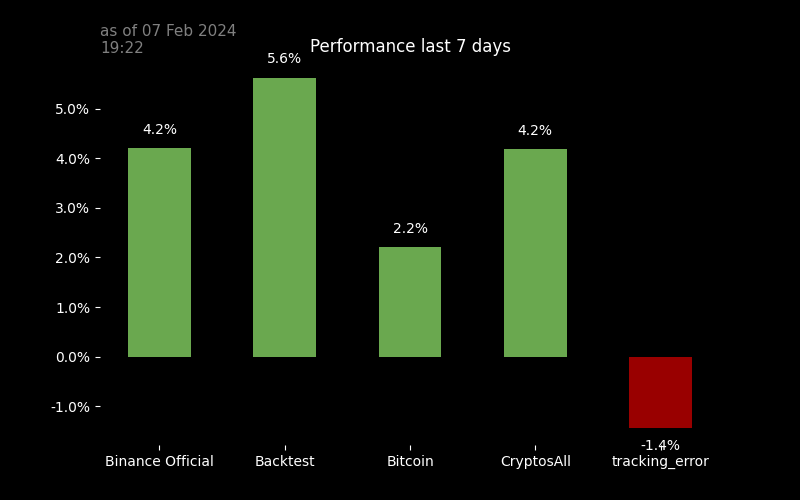 as of 07 Feb 2024
19:22
Performance last 7 days
5.6%
4.2%
4.2%
2.2%
-1.4%
5.0%
4.0%
3.0%
2.0%
1.0%
0.0%
-1.0%
Binance Official
Backtest
Bitcoin
CryptosAll
tracking_error